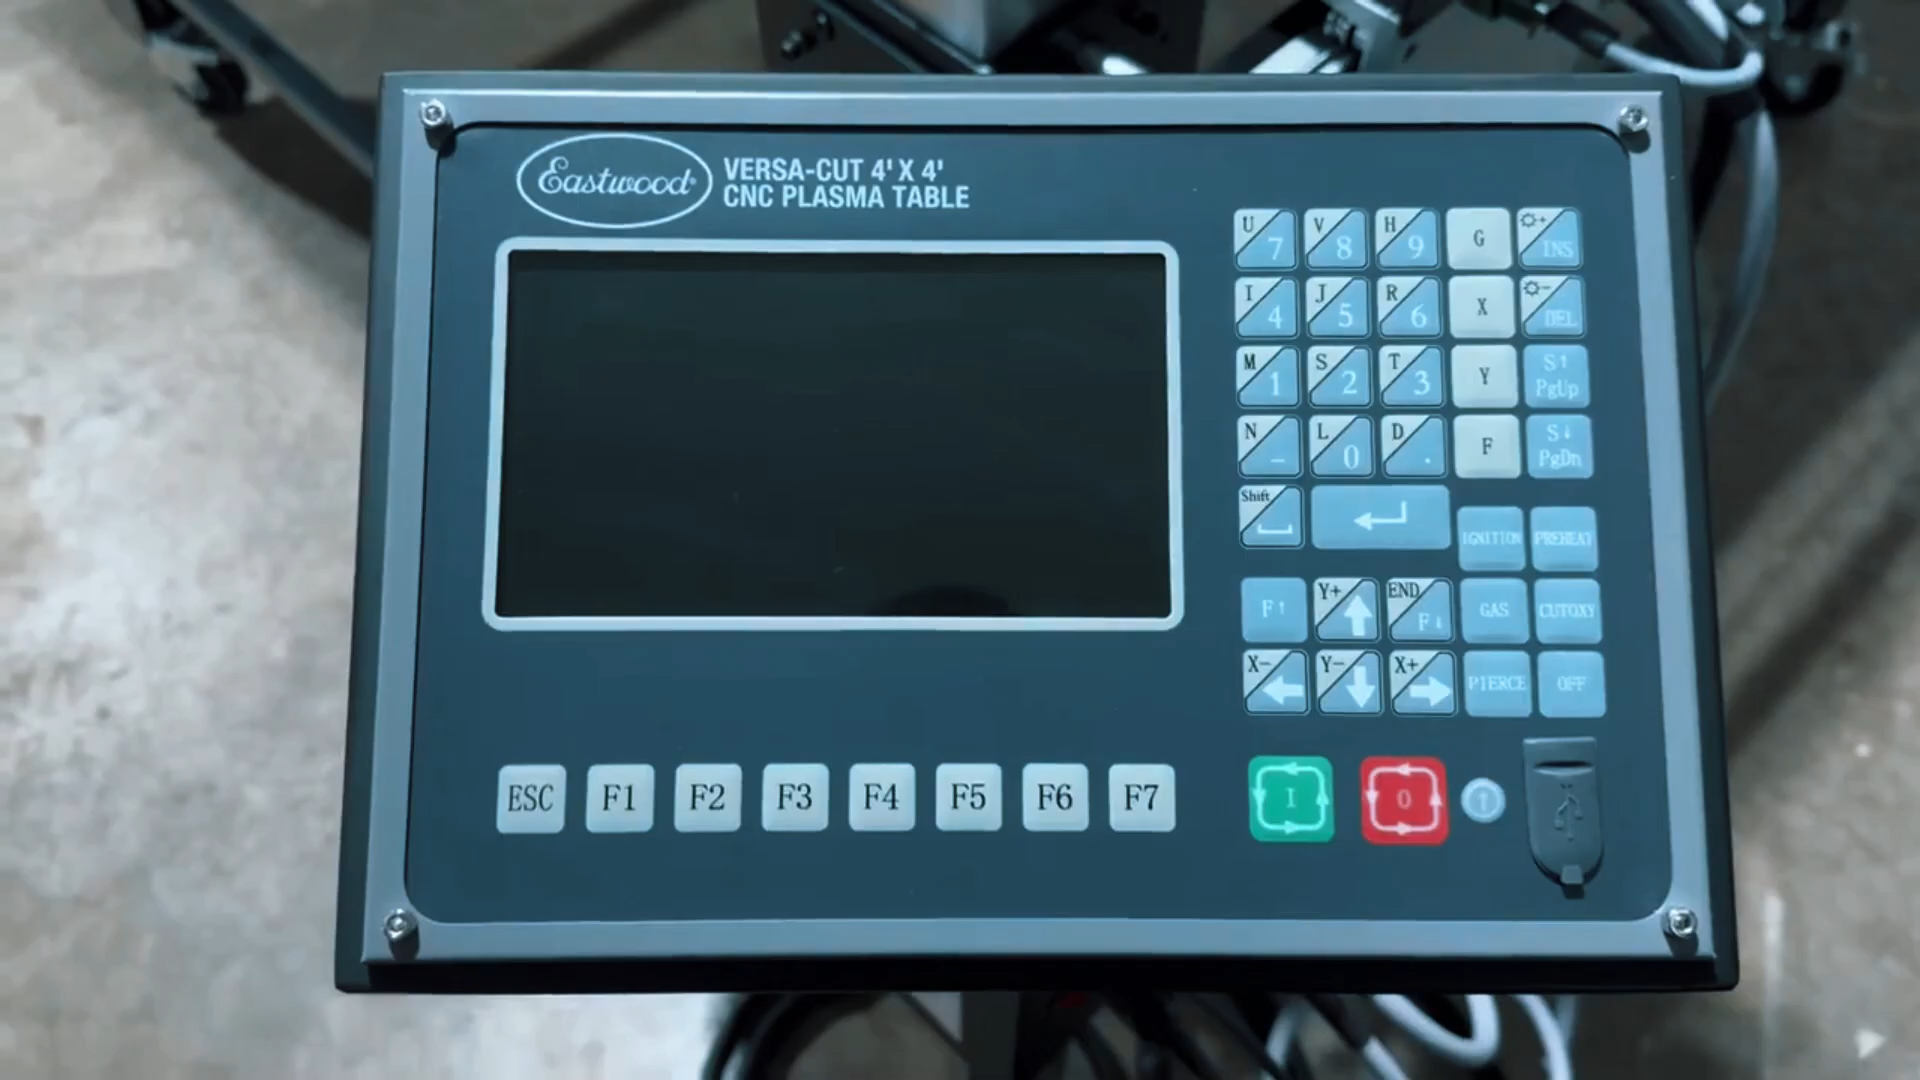 Eastwood
VERSA-CUT 4' X 4'
CNC PLASMA TABLE
U 7 V 8 H 9 G INS
I 4 J 5 R 6 X DEL
M 1 S 2 T 3 Y S↑ PgUp
N - L 0 D . F S↓ PgDn
Shift IGNITION PREHEAT
F↑ Y+ END F↓ GAS CUTOXY
X- Y- X+ PIERCE OFF
ESC F1 F2 F3 F4 F5 F6 F7 I 0